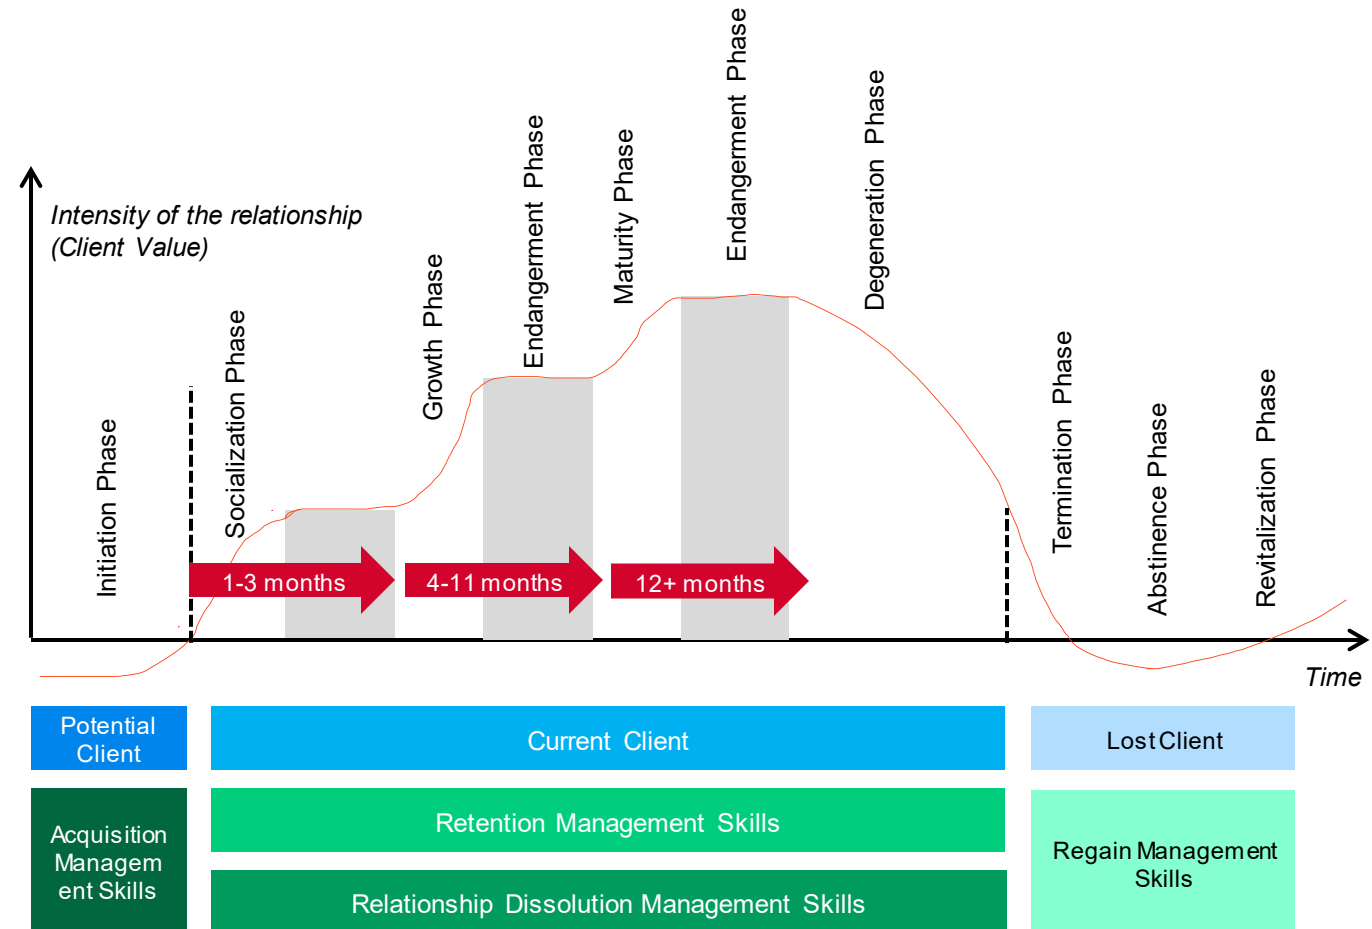 Intensity of the relationship
(Client Value)
Initiation Phase
Socialization Phase
Growth Phase
Endangerment Phase
Maturity Phase
Endangerment Phase
Degeneration Phase
Termination Phase
Abstinence Phase
Revitalization Phase
1-3 months
4-11 months
12+ months
Time
Potential
Client
Current Client
Lost Client
Acquisition
Managem
ent Skills
Retention Management Skills
Relationship Dissolution Management Skills
Regain Management
Skills